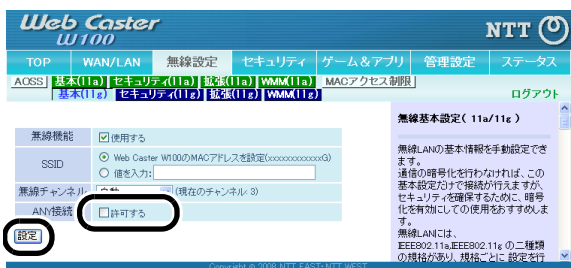 Web Caster
W100
NTT
TOP WAN/LAN 無線設定 セキュリティ ゲーム＆アプリ 管理設定 ステータス
AOSS 基本(11a) セキュリティ(11a) 拡張(11a) WMM(11a) MACアクセス制限
基本(11g) セキュリティ(11g) 拡張(11g) WMM(11g)
ログアウト
無線機能 使用する
SSID Web Caster W100のMACアドレスを設定(xxxxxxxxxxxxG)
値を入力:
無線チャンネル 自動 (現在のチャンネル: 3)
ANY接続 許可する
設定
無線基本設定( 11a/11g )
無線LANの基本情報を手動設定でき
ます。
通信の暗号化を行わなければ、この
基本設定だけで接続が行えますが、
セキュリティを確保するために、暗号
化を有効にしての使用をおすすめしま
す。
無線LANには、
IEEE802.11a,IEEE802.11g の二種類
の規格があり、規格ごとに 設定を行
Copyright © 2008 NTT EAST・NTT WEST